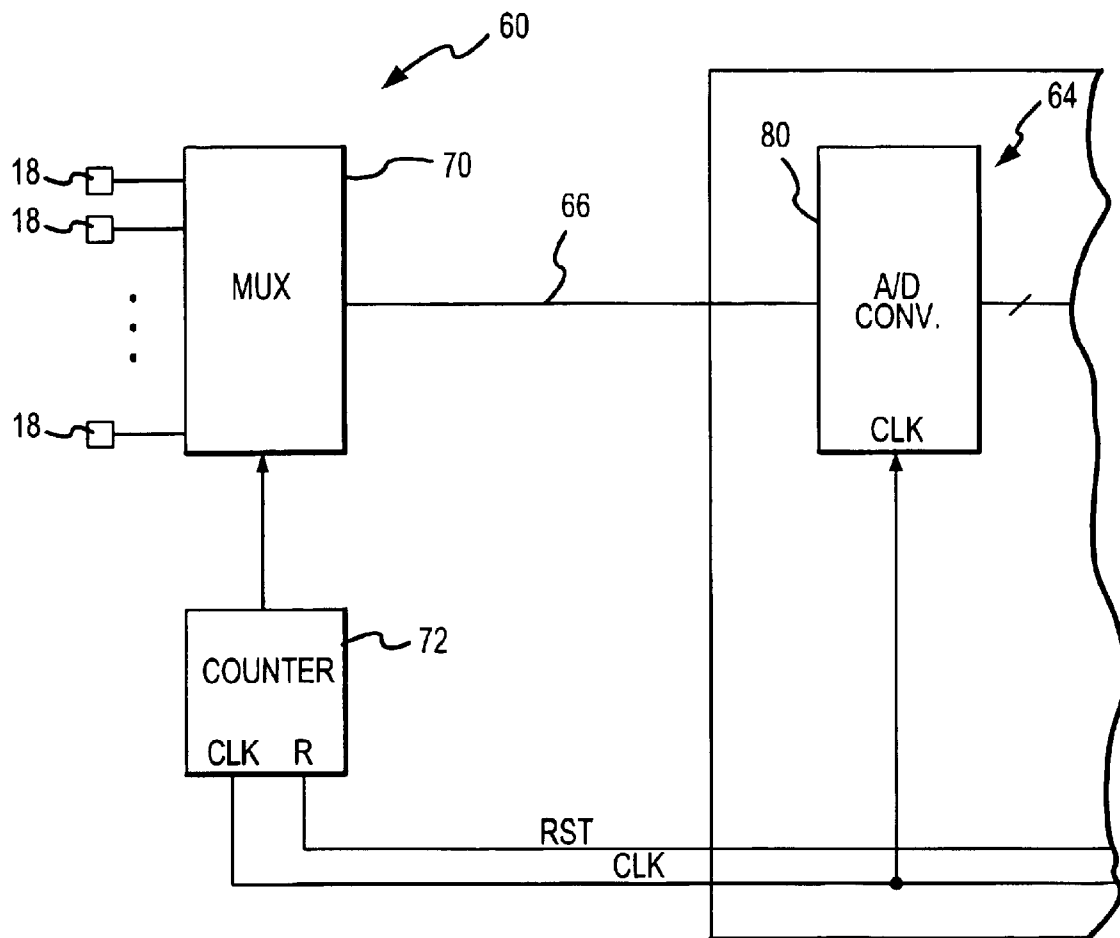 60
64
80
70
18
18
66
MUX
A/D
CONV.
18
CLK
72
COUNTER
CLK R
RST
CLK